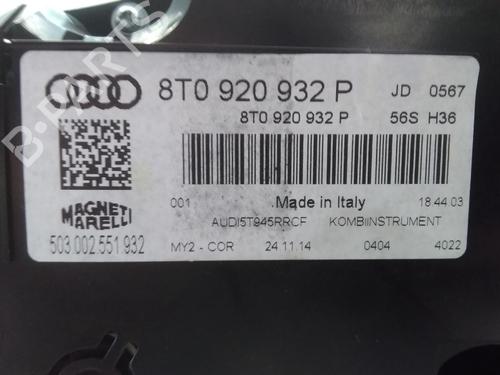 8T0 920 932 P JD 0567
8T0 920 932 P 56S H36
001 Made in Italy 18.44.03
MAGNETI MARELLI AUDI5T945RRCF KOMBIINSTRUMENT
503.002.551.932 MY2 - COR 24.11.14 0404 4022
B-PARTS